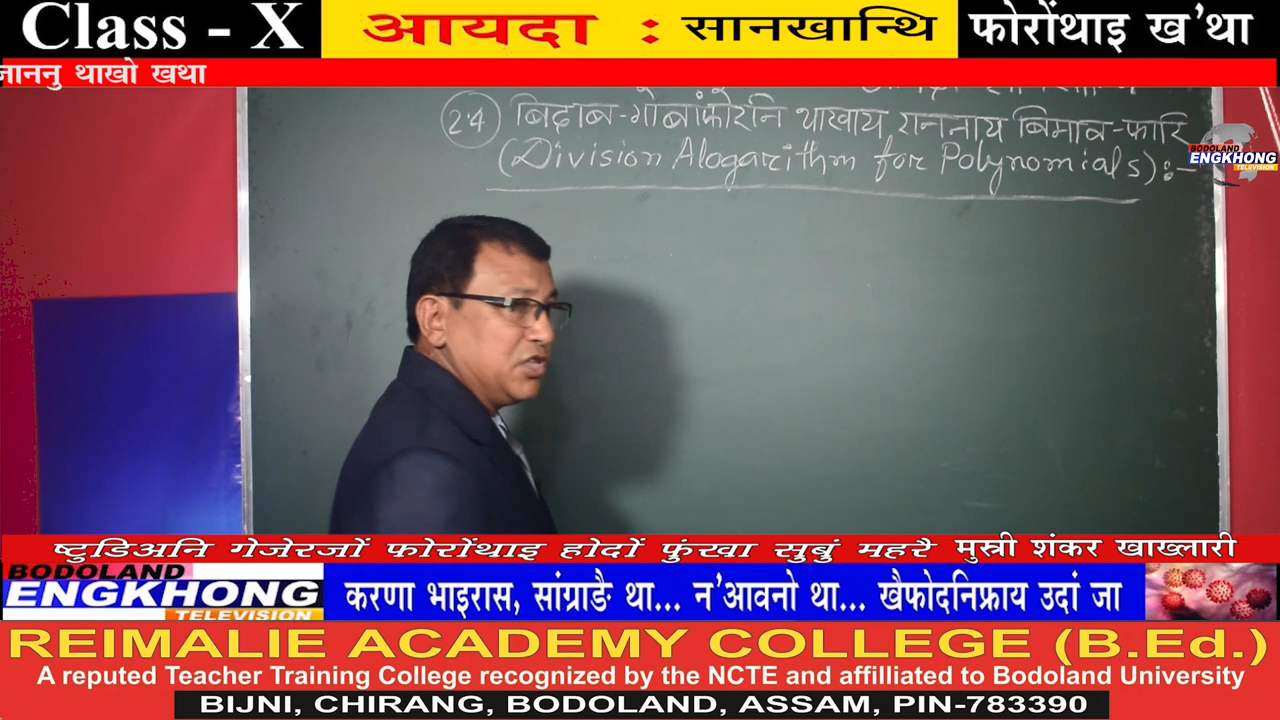 Class - X
आयदा : सानखान्थि
फोरोंथाइ ख'था
जाननु थाखो खथा
2.4 बिदाब-गोबांफोरनि थाखाय राननाय बिमाव-फारि
(Division Alogarithm for Polynomials):-
BODOLAND
ENGKHONG
TELEVISION
ष्टुडिअनि गेजेरजों फोरोंथाइ होदों फुंखा सुबुं महरै मुस्री शंकर खाख्लारी
BODOLAND
ENGKHONG
TELEVISION
करणा भाइरास, सांग्राङै था... न'आवनो था... खैफोदनिफ्राय उदां जा
REIMALIE ACADEMY COLLEGE (B.Ed.)
A reputed Teacher Training College recognized by the NCTE and affilliated to Bodoland University
BIJNI, CHIRANG, BODOLAND, ASSAM, PIN-783390